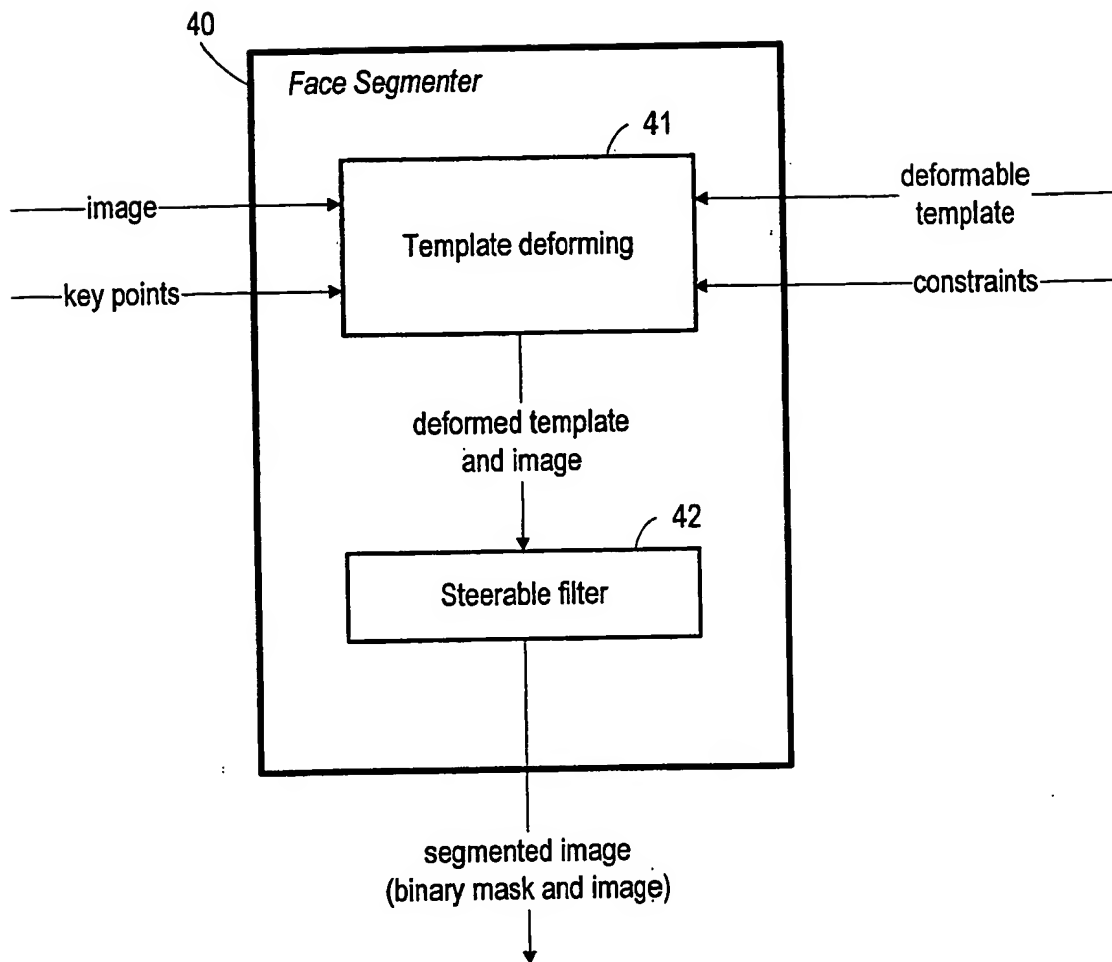 40
Face Segmenter
41
image
key points
Template deforming
deformable
template
constraints
deformed template
and image
42
Steerable filter
segmented image
(binary mask and image)